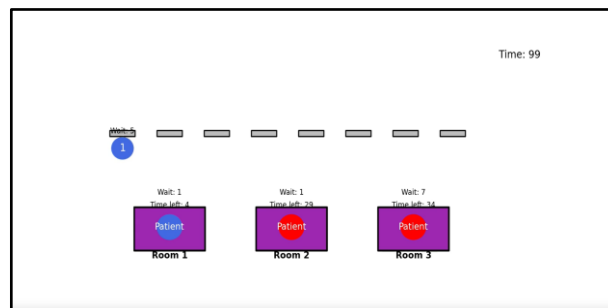 Time: 99
Wait: 5
1
Wait: 1
Time left: 4
Patient
Room 1
Wait: 1
Time left: 29
Patient
Room 2
Wait: 7
Time left: 34
Patient
Room 3